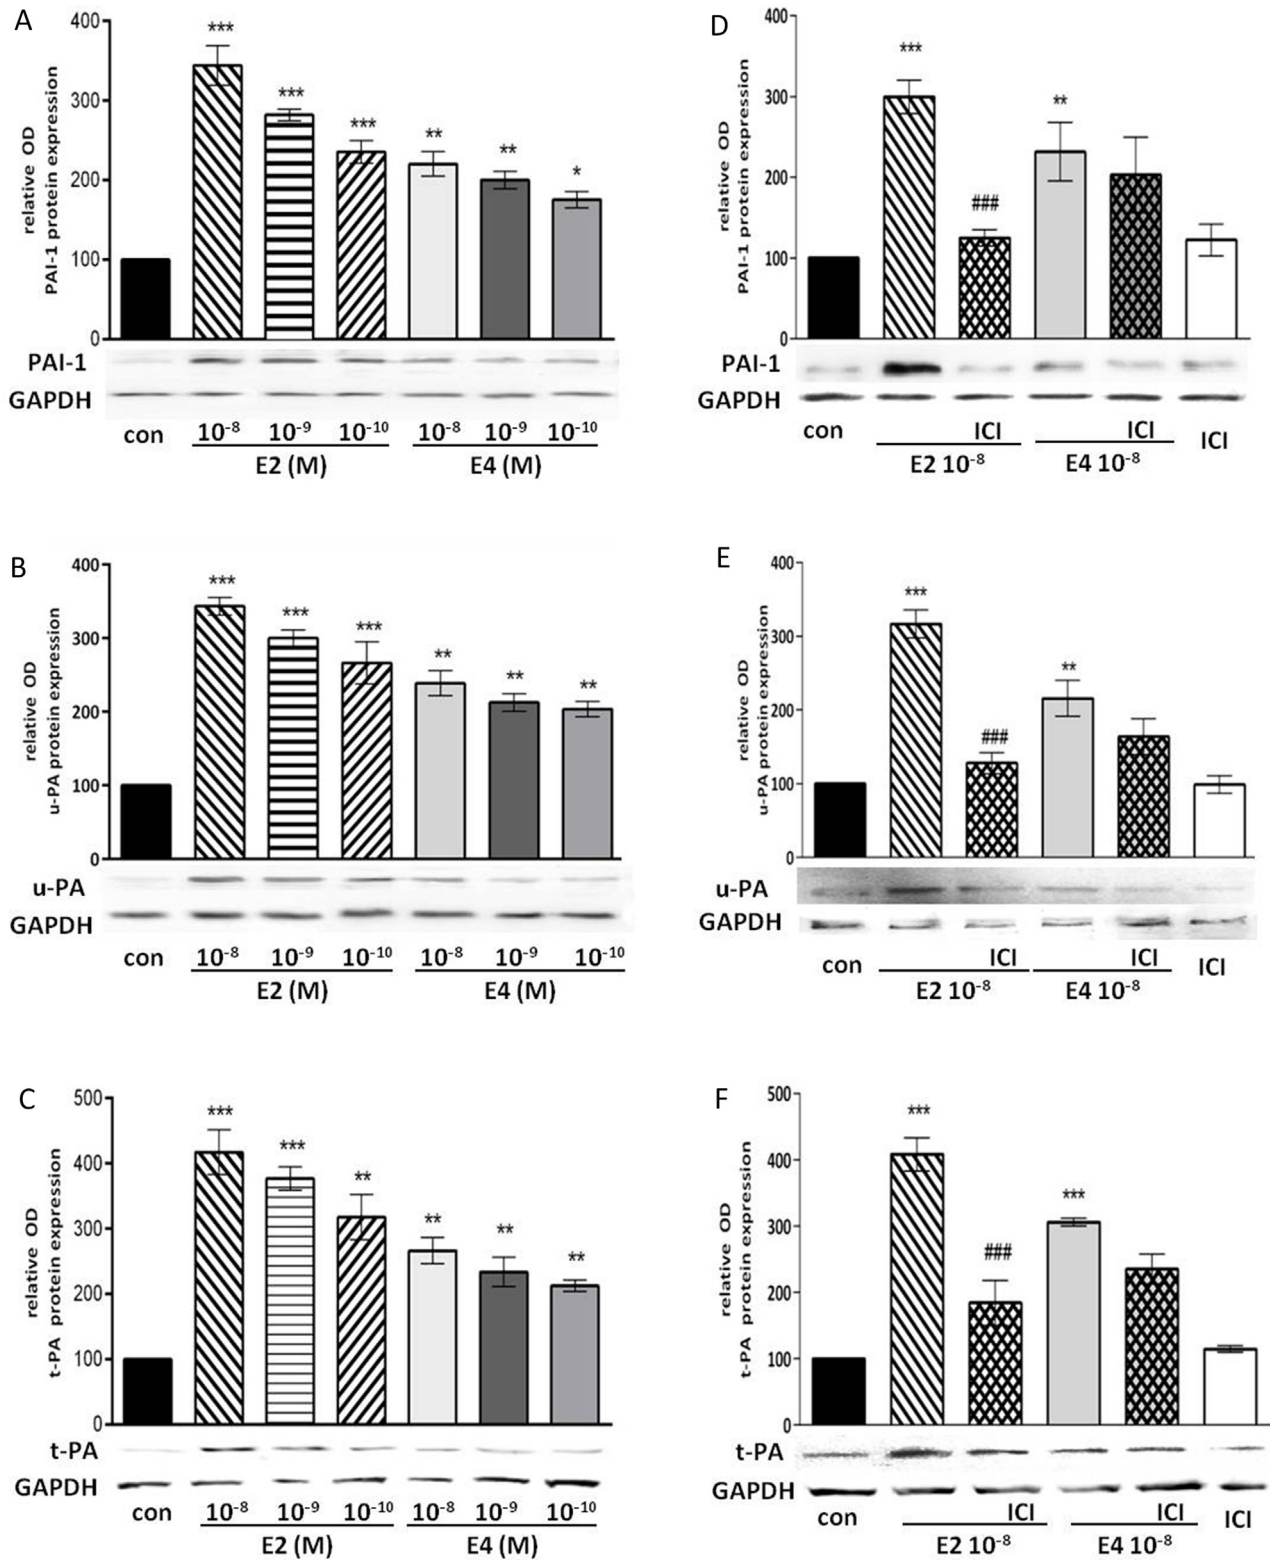 A
relative OD
PAI-1 protein expression
400
300
200
100
0
***
***
***
**
**
*
PAI-1
GAPDH
con
10⁻⁸ 10⁻⁹ 10⁻¹⁰ 10⁻⁸ 10⁻⁹ 10⁻¹⁰
E2 (M) E4 (M)
D
relative OD
PAI-1 protein expression
400
300
200
100
0
***
###
**
PAI-1
GAPDH
con ICI ICI ICI
E2 10⁻⁸ E4 10⁻⁸
B
relative OD
u-PA protein expression
400
300
200
100
0
***
***
***
**
**
**
u-PA
GAPDH
con 10⁻⁸ 10⁻⁹ 10⁻¹⁰ 10⁻⁸ 10⁻⁹ 10⁻¹⁰
E2 (M) E4 (M)
E
relative OD
u-PA protein expression
400
300
200
100
0
***
###
**
u-PA
GAPDH
con ICI ICI ICI
E2 10⁻⁸ E4 10⁻⁸
C
relative OD
t-PA protein expression
500
400
300
200
100
0
***
***
**
**
**
**
t-PA
GAPDH
con 10⁻⁸ 10⁻⁹ 10⁻¹⁰ 10⁻⁸ 10⁻⁹ 10⁻¹⁰
E2 (M) E4 (M)
F
relative OD
t-PA protein expression
500
400
300
200
100
0
***
###
***
t-PA
GAPDH
con ICI ICI ICI
E2 10⁻⁸ E4 10⁻⁸